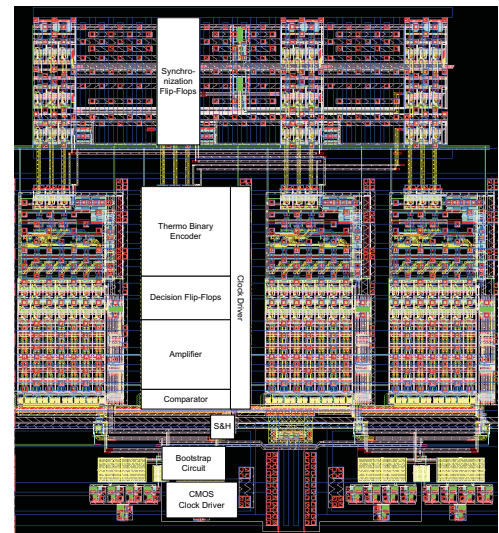 Synchro-
nization
Flip-Flops
Thermo Binary
Encoder
Clock Driver
Decision Flip-Flops
Amplifier
Comparator
S&H
Bootstrap
Circuit
CMOS
Clock Driver